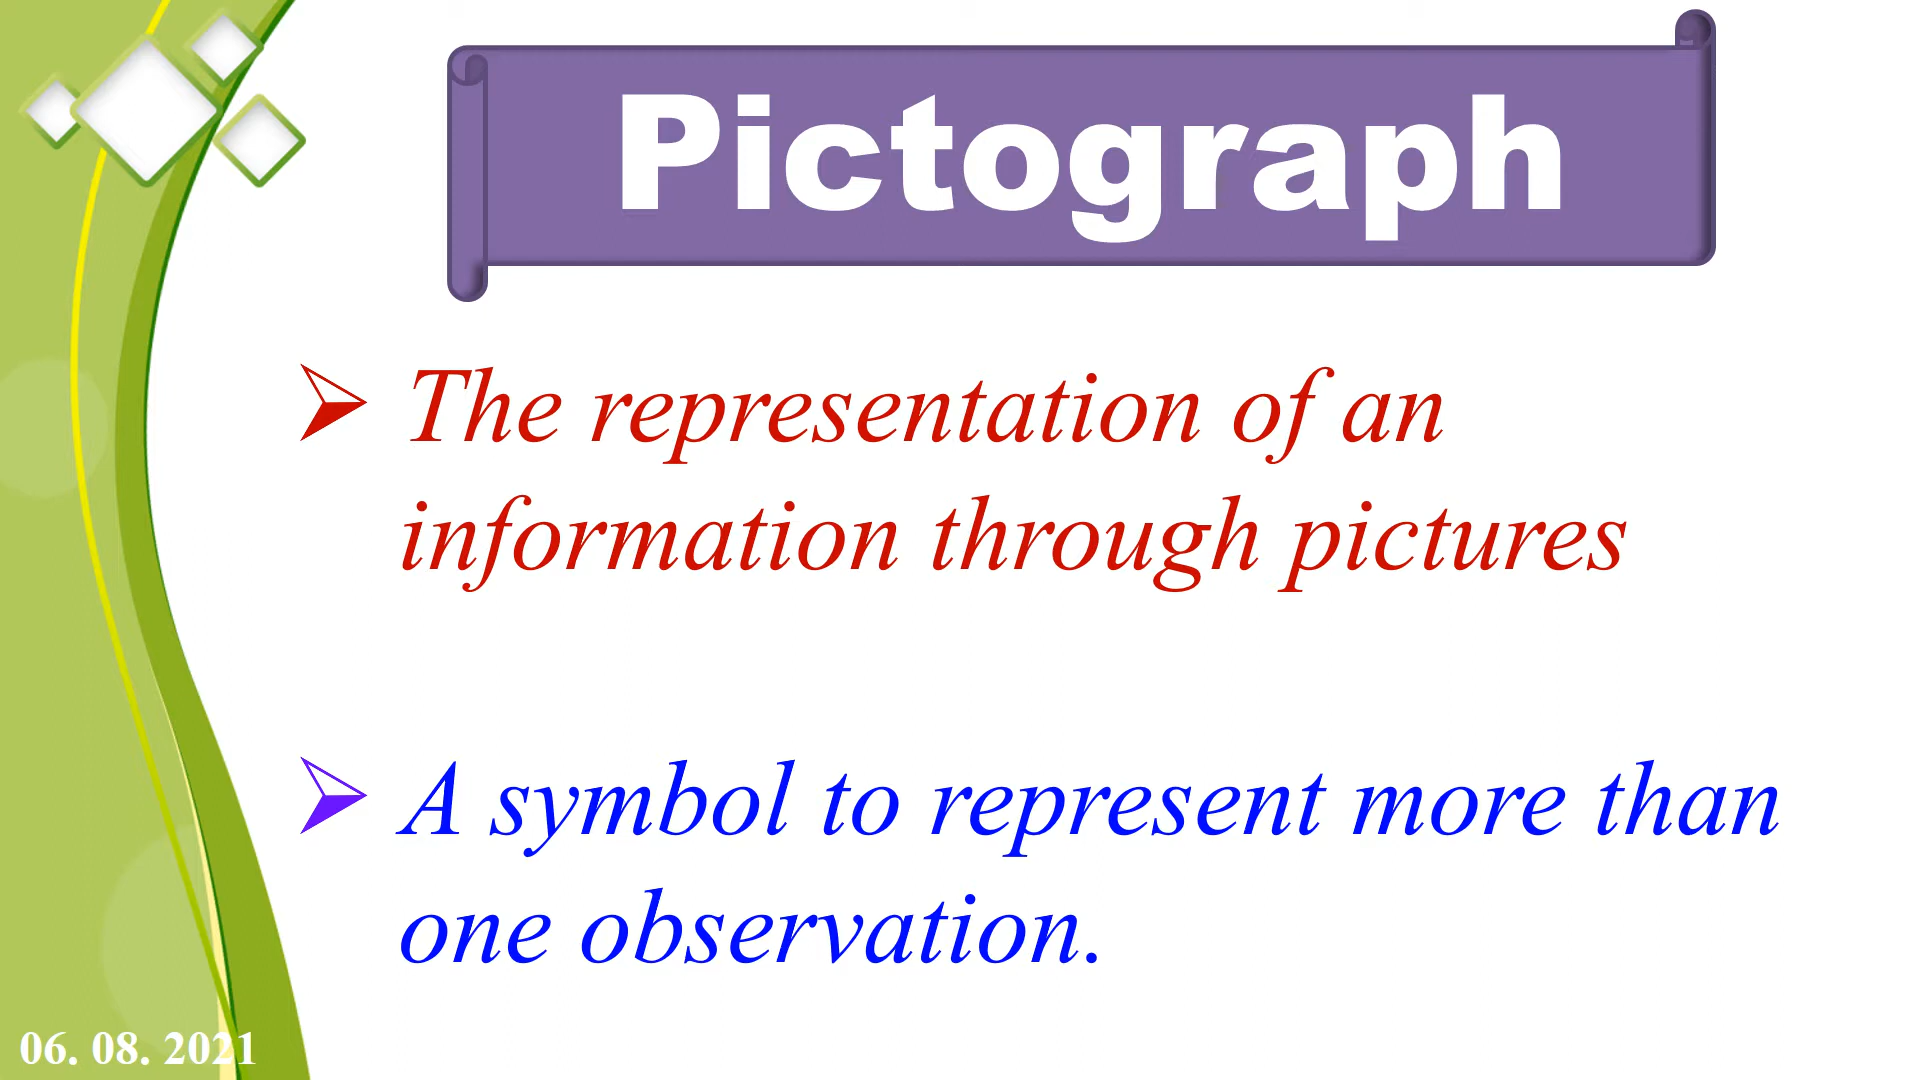 Pictograph
The representation of an
information through pictures
A symbol to represent more than
one observation.
06. 08. 2021